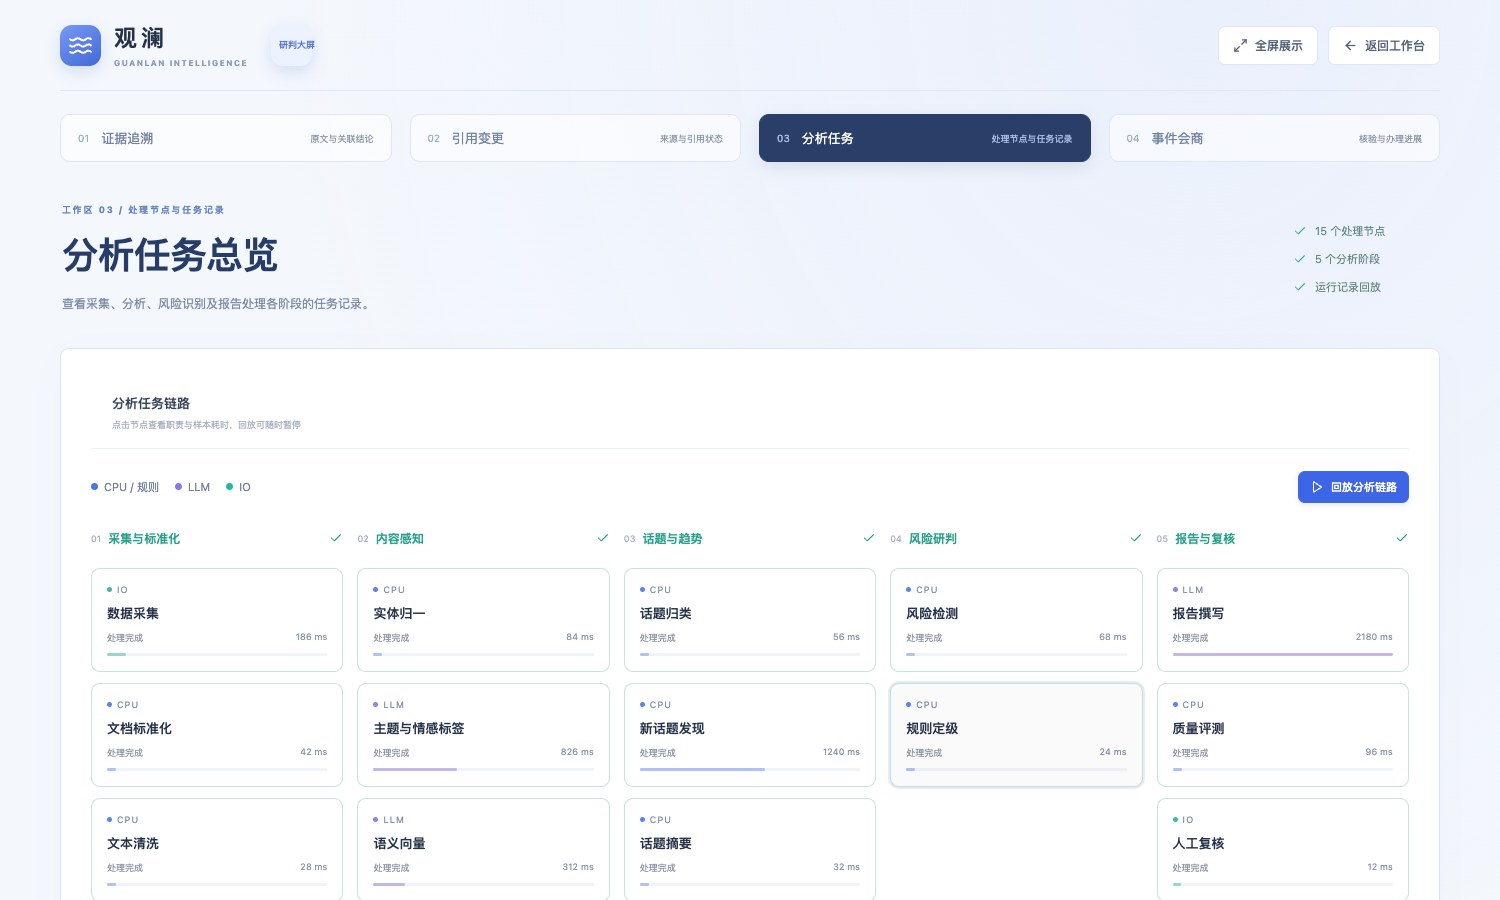 观澜
GUANLAN INTELLIGENCE
研判大屏
全屏展示
返回工作台
01 证据追溯 原文与关联结论
02 引用变更 来源与引用状态
03 分析任务 处理节点与任务记录
04 事件会商 核验与办理进展
工作区 03 / 处理节点与任务记录
分析任务总览
查看采集、分析、风险识别及报告处理各阶段的任务记录。
15 个处理节点
5 个分析阶段
运行记录回放
分析任务链路
点击节点查看职责与样本耗时，回放可随时暂停
CPU / 规则 LLM IO
回放分析链路
01 采集与标准化
02 内容感知
03 话题与趋势
04 风险研判
05 报告与复核
IO
数据采集
处理完成 186 ms
CPU
实体归一
处理完成 84 ms
CPU
话题归类
处理完成 56 ms
CPU
风险检测
处理完成 68 ms
LLM
报告撰写
处理完成 2180 ms
CPU
文档标准化
处理完成 42 ms
LLM
主题与情感标签
处理完成 826 ms
CPU
新话题发现
处理完成 1240 ms
CPU
规则定级
处理完成 24 ms
CPU
质量评测
处理完成 96 ms
CPU
文本清洗
处理完成 28 ms
LLM
语义向量
处理完成 312 ms
CPU
话题摘要
处理完成 32 ms
IO
人工复核
处理完成 12 ms